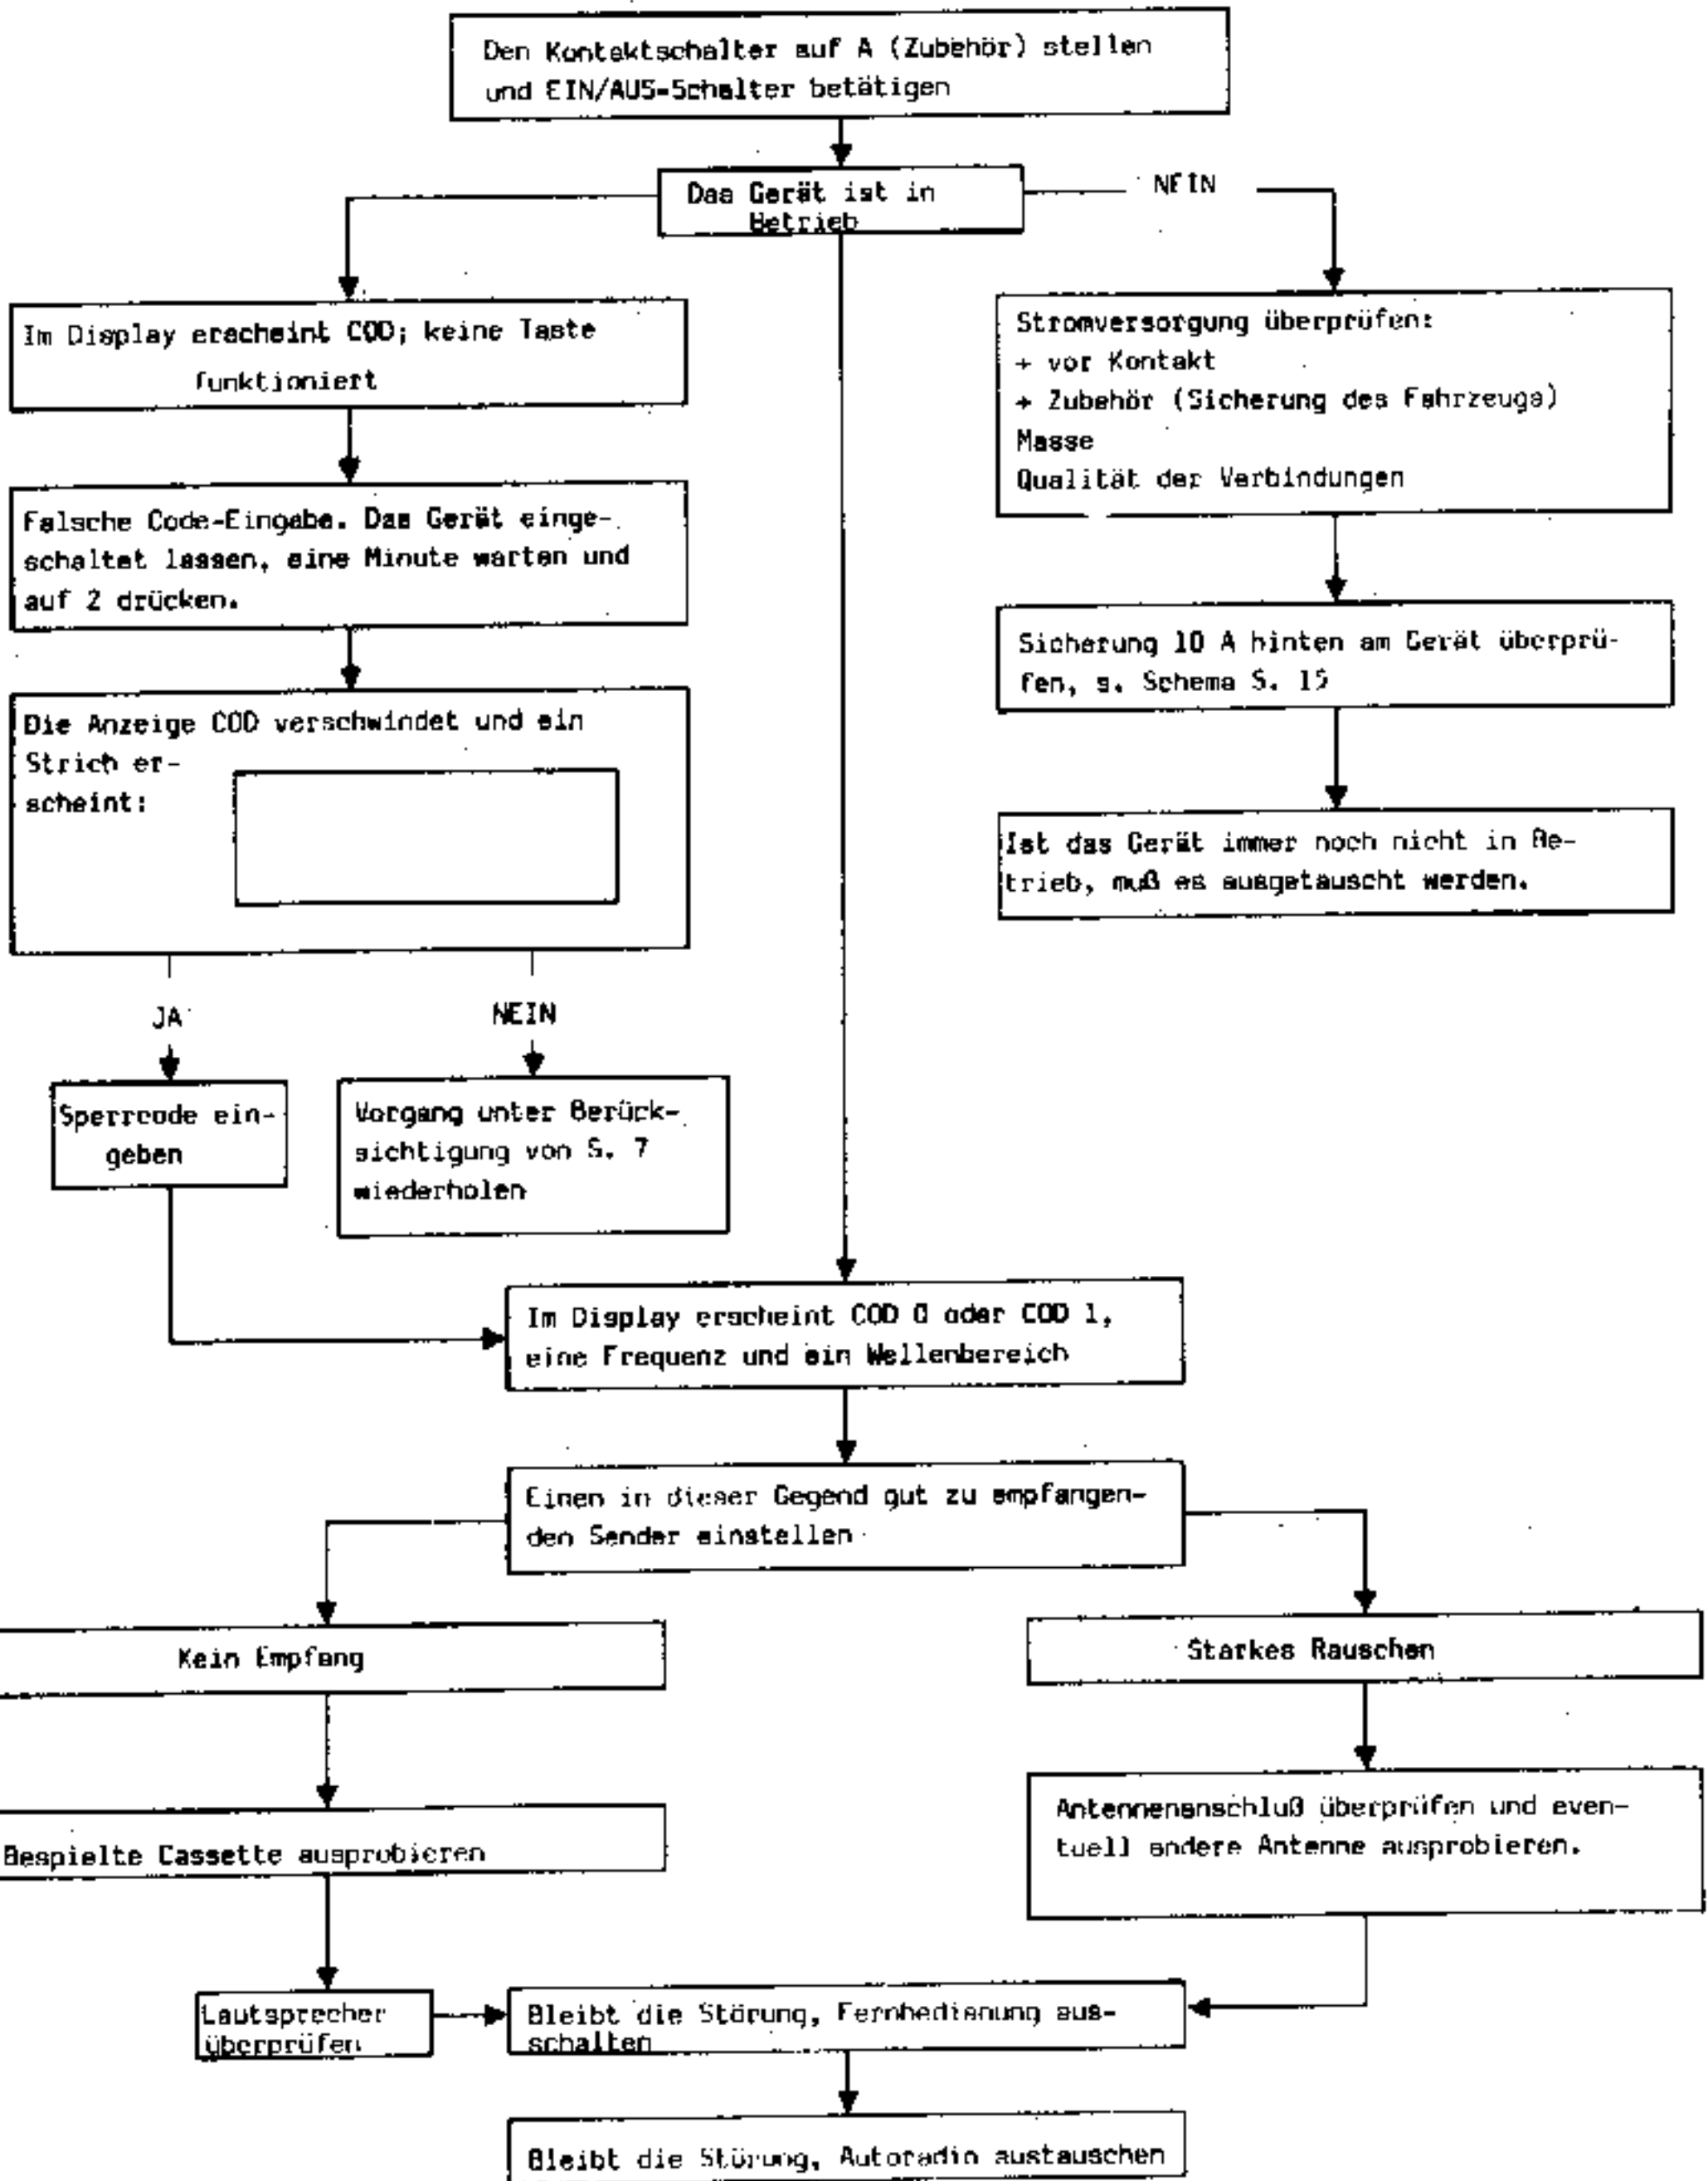 Den Kontaktschalter auf A (Zubehör) stellen
und EIN/AUS-Schalter betätigen
Das Gerät ist in
Betrieb
NEIN
Im Display erscheint COD; keine Taste
funktioniert
Stromversorgung überprüfen:
+ vor Kontakt
+ Zubehör (Sicherung des Fahrzeugs)
Masse
Qualität der Verbindungen
Falsche Code-Eingabe. Das Gerät einge-
schaltet lassen, eine Minute warten und
auf 2 drücken.
Sicherung 10 A hinten am Gerät überprü-
fen, s. Schema S. 15
Die Anzeige COD verschwindet und ein
Strich er-
scheint:
Ist das Gerät immer noch nicht in Be-
trieb, muß es ausgetauscht werden.
JA
NEIN
Sperrcode ein-
geben
Vorgang unter Berück-
sichtigung von S. 7
wiederholen
Im Display erscheint COD 0 oder COD 1,
eine Frequenz und ein Wellenbereich
Einen in dieser Gegend gut zu empfangen-
den Sender einstellen
Kein Empfang
Starkes Rauschen
Bespielte Cassette ausprobieren
Antennenanschluß überprüfen und even-
tuell andere Antenne ausprobieren.
Lautsprecher
überprüfen
Bleibt die Störung, Fernbedienung aus-
schalten
Bleibt die Störung, Autoradio austauschen